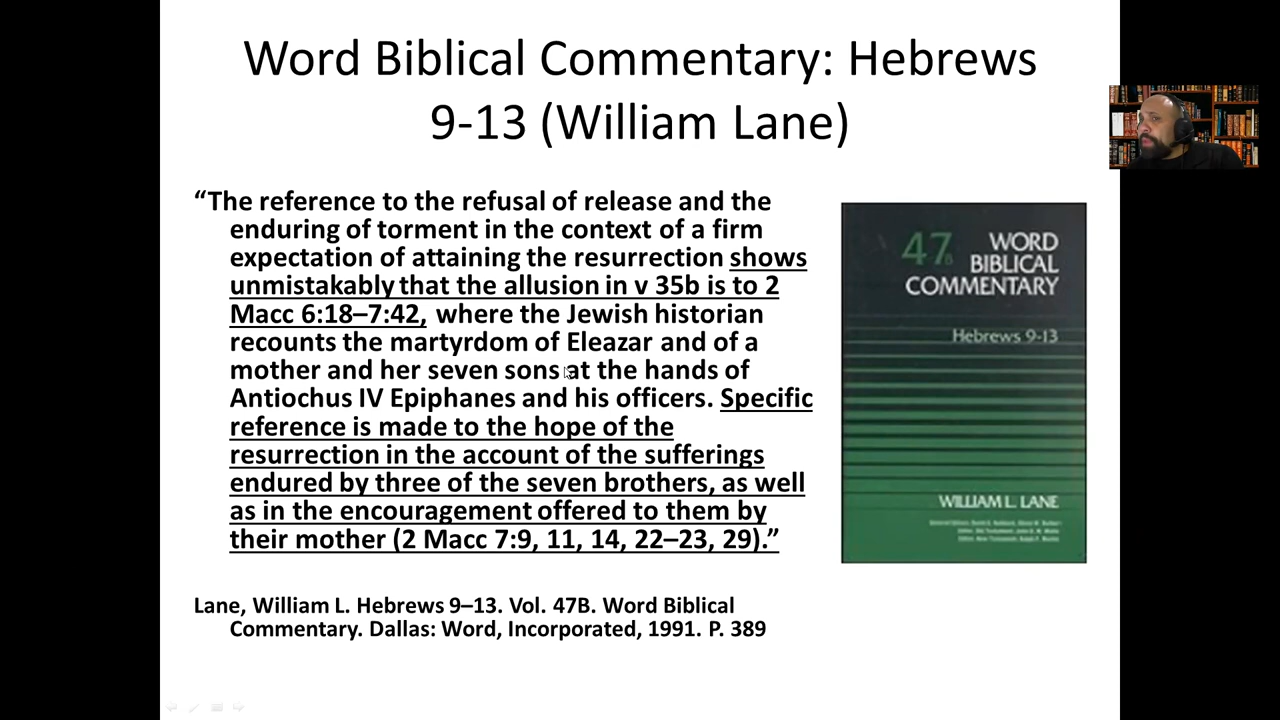 Word Biblical Commentary: Hebrews
9-13 (William Lane)
“The reference to the refusal of release and the
enduring of torment in the context of a firm
expectation of attaining the resurrection shows
unmistakably that the allusion in v 35b is to 2
Macc 6:18–7:42, where the Jewish historian
recounts the martyrdom of Eleazar and of a
mother and her seven sons at the hands of
Antiochus IV Epiphanes and his officers. Specific
reference is made to the hope of the
resurrection in the account of the sufferings
endured by three of the seven brothers, as well
as in the encouragement offered to them by
their mother (2 Macc 7:9, 11, 14, 22–23, 29).”
Lane, William L. Hebrews 9–13. Vol. 47B. Word Biblical
Commentary. Dallas: Word, Incorporated, 1991. P. 389
47B WORD
BIBLICAL
COMMENTARY
Hebrews 9-13
WILLIAM L. LANE